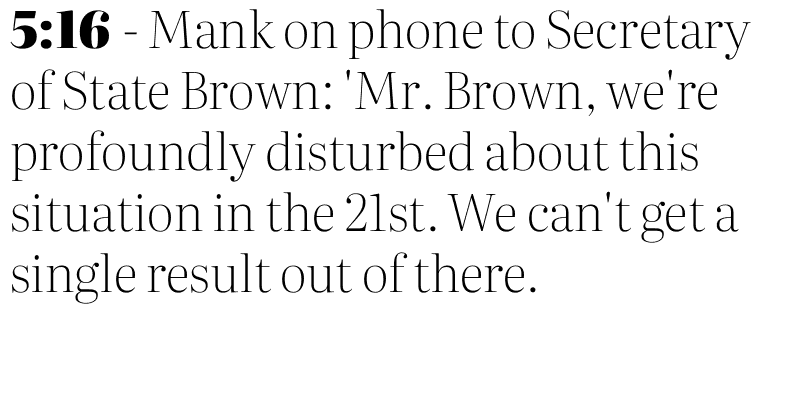 5:16 - Mank on phone to Secretary
of State Brown: 'Mr. Brown, we're
profoundly disturbed about this
situation in the 21st. We can't get a
single result out of there.